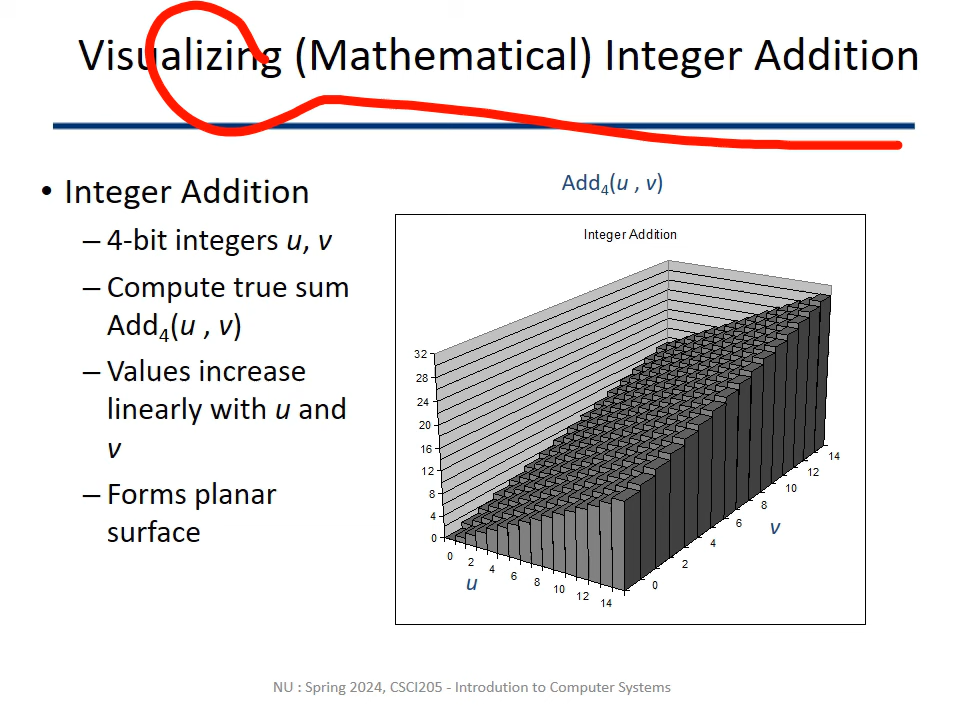 Visualizing (Mathematical) Integer Addition
• Integer Addition
– 4-bit integers u, v
– Compute true sum
Add4(u , v)
– Values increase
linearly with u and
v
– Forms planar
surface
Add4(u , v)
Integer Addition
32
28
24
20
16
12
8
4
0
0
2
4
6
8
10
12
14
u
0
2
4
6
8
10
12
14
v
NU : Spring 2024, CSCI205 - Introdution to Computer Systems